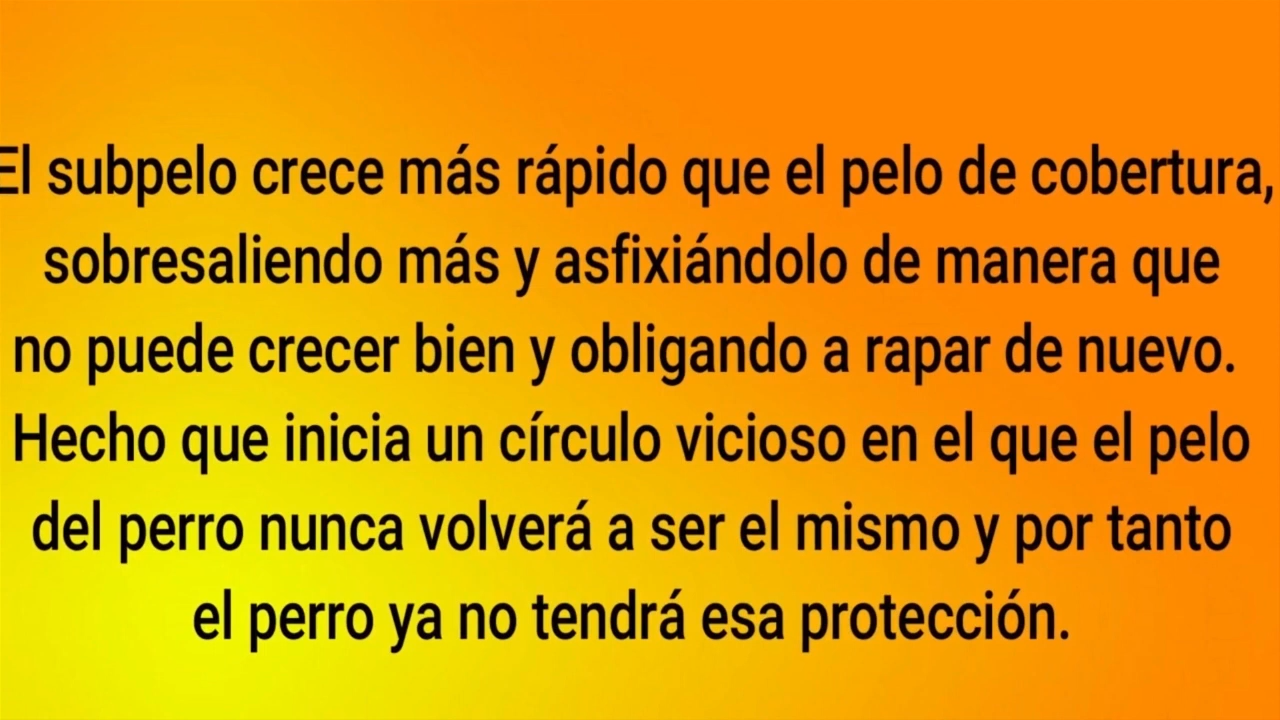 El subpelo crece más rápido que el pelo de cobertura,
sobresaliendo más y asfixiándolo de manera que
no puede crecer bien y obligando a rapar de nuevo.
Hecho que inicia un círculo vicioso en el que el pelo
del perro nunca volverá a ser el mismo y por tanto
el perro ya no tendrá esa protección.